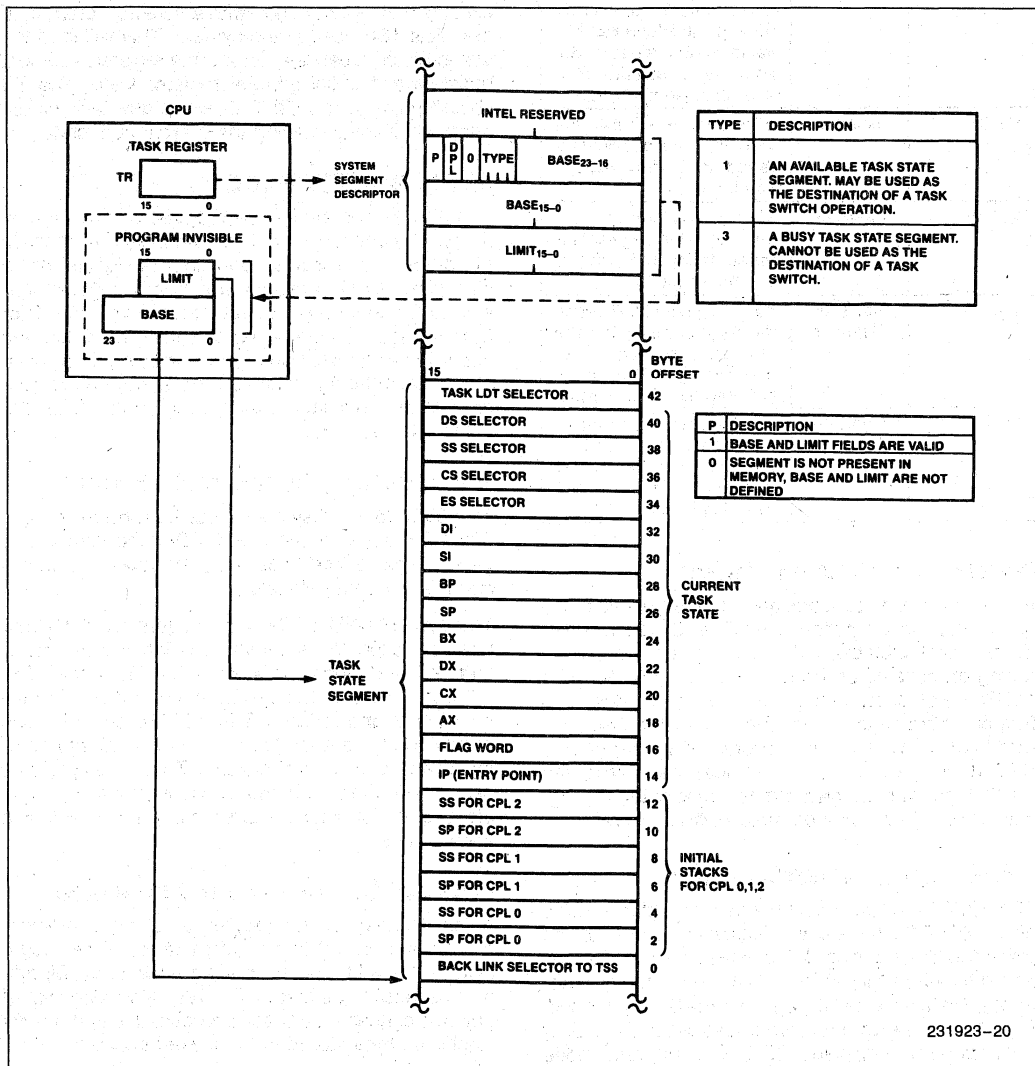 CPU
TASK REGISTER
TR
15 0
PROGRAM INVISIBLE
15 0
LIMIT
BASE
23 0
SYSTEM
SEGMENT
DESCRIPTOR
INTEL RESERVED
P DPL 0 TYPE BASE23–16
BASE15–0
LIMIT15–0
TYPE DESCRIPTION
1 AN AVAILABLE TASK STATE
SEGMENT. MAY BE USED AS
THE DESTINATION OF A TASK
SWITCH OPERATION.
3 A BUSY TASK STATE SEGMENT.
CANNOT BE USED AS THE
DESTINATION OF A TASK
SWITCH.
15 0
BYTE
OFFSET
TASK LDT SELECTOR 42
DS SELECTOR 40
SS SELECTOR 38
CS SELECTOR 36
ES SELECTOR 34
DI 32
SI 30
BP 28
SP 26
BX 24
DX 22
CX 20
AX 18
FLAG WORD 16
IP (ENTRY POINT) 14
SS FOR CPL 2 12
SP FOR CPL 2 10
SS FOR CPL 1 8
SP FOR CPL 1 6
SS FOR CPL 0 4
SP FOR CPL 0 2
BACK LINK SELECTOR TO TSS 0
TASK
STATE
SEGMENT
P DESCRIPTION
1 BASE AND LIMIT FIELDS ARE VALID
0 SEGMENT IS NOT PRESENT IN
MEMORY, BASE AND LIMIT ARE NOT
DEFINED
CURRENT
TASK
STATE
INITIAL
STACKS
FOR CPL 0,1,2
231923–20